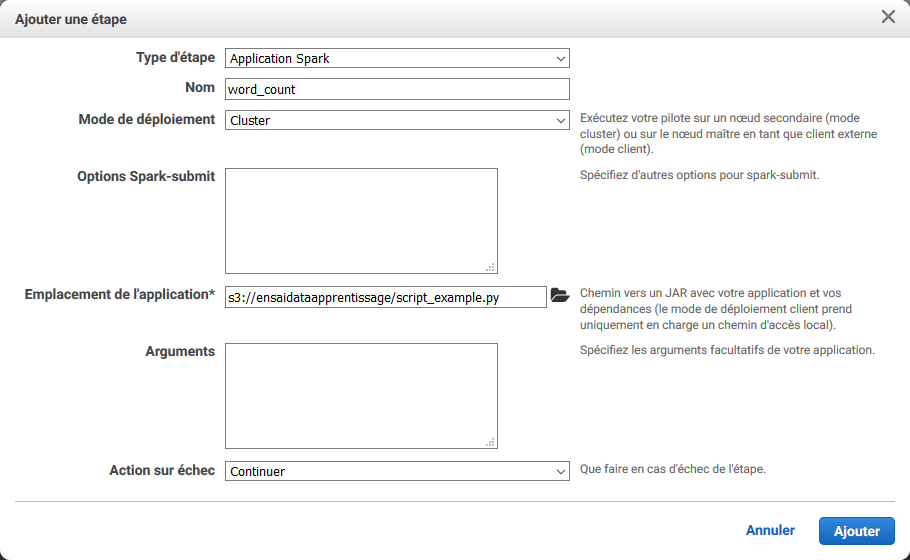 Ajouter une étape
Type d'étape Application Spark
Nom word_count
Mode de déploiement Cluster Exécutez votre pilote sur un nœud secondaire (mode
cluster) ou sur le nœud maître en tant que client externe
(mode client).
Options Spark-submit Spécifiez d'autres options pour spark-submit.
Emplacement de l'application* s3://ensaidataapprentissage/script_example.py Chemin vers un JAR avec votre application et vos
dépendances (le mode de déploiement client prend
uniquement en charge un chemin d'accès local).
Arguments Spécifiez les arguments facultatifs de votre application.
Action sur échec Continuer Que faire en cas d'échec de l'étape.
Annuler Ajouter